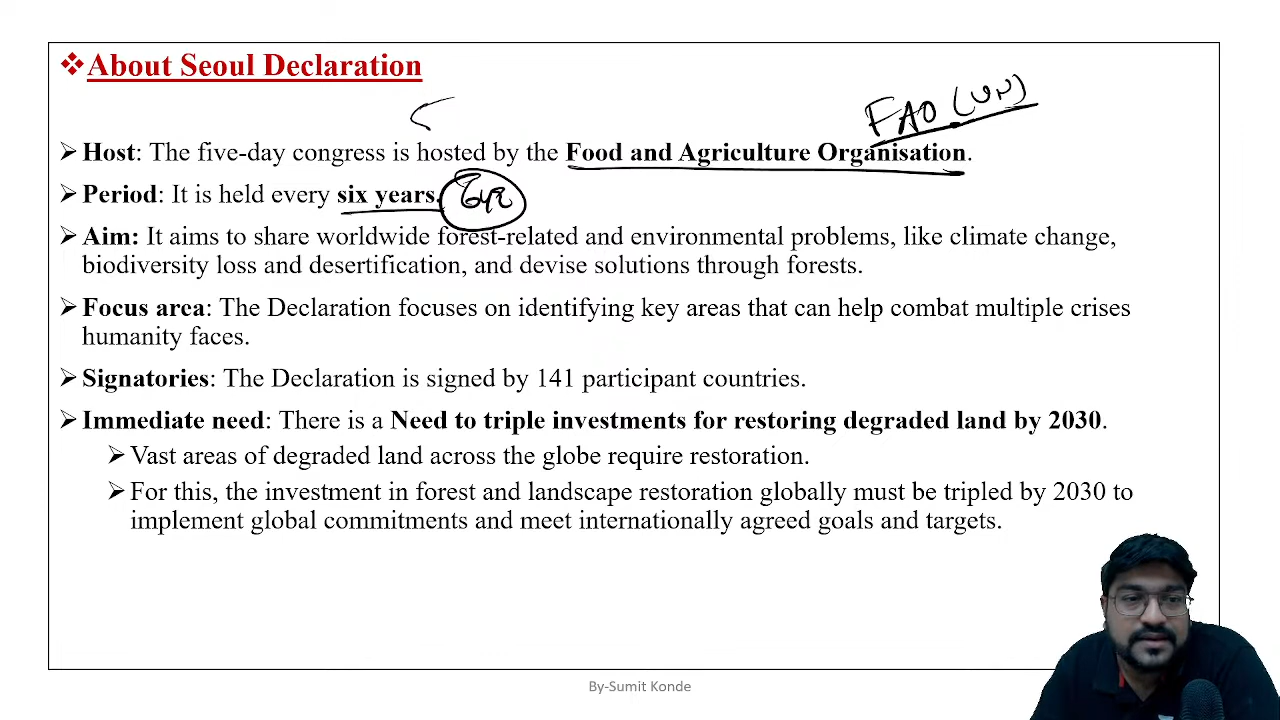 ❖About Seoul Declaration
FAO (UN)
➢Host: The five-day congress is hosted by the Food and Agriculture Organisation.
➢Period: It is held every six years.
➢Aim: It aims to share worldwide forest-related and environmental problems, like climate change,
biodiversity loss and desertification, and devise solutions through forests.
➢Focus area: The Declaration focuses on identifying key areas that can help combat multiple crises
humanity faces.
➢Signatories: The Declaration is signed by 141 participant countries.
➢Immediate need: There is a Need to triple investments for restoring degraded land by 2030.
➢Vast areas of degraded land across the globe require restoration.
➢For this, the investment in forest and landscape restoration globally must be tripled by 2030 to
implement global commitments and meet internationally agreed goals and targets.
By-Sumit Konde